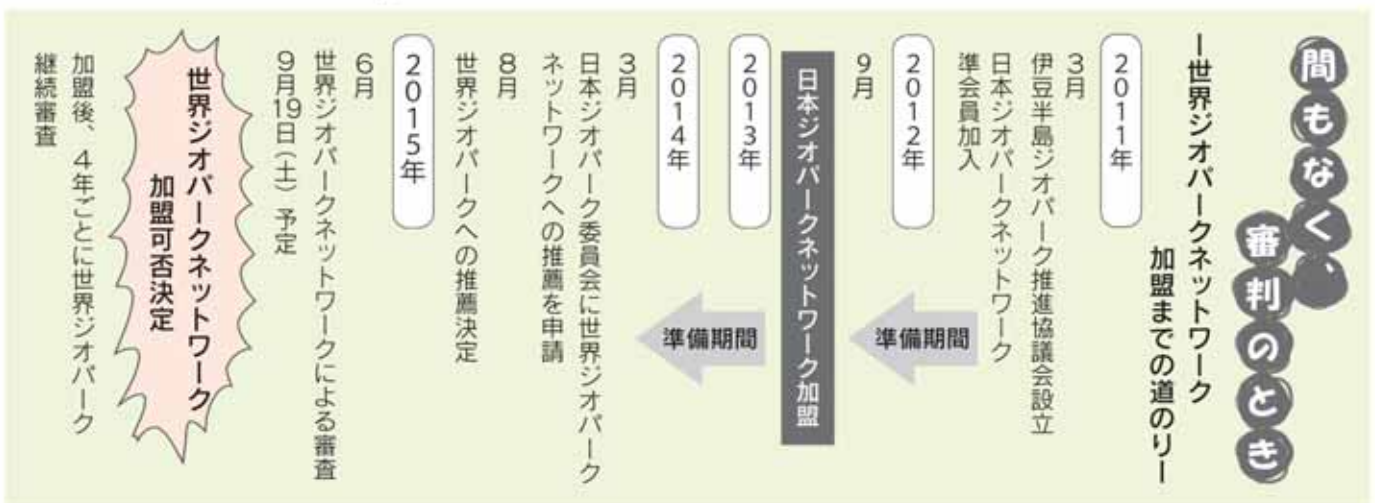 間もなく、
審判のとき
ー世界ジオパークネットワーク
加盟までの道のりー
2011年
3月
伊豆半島ジオパーク推進協議会設立
日本ジオパークネットワーク
準会員加入
準備期間
2012年
9月
日本ジオパークネットワーク加盟
2013年
準備期間
2014年
3月
日本ジオパーク委員会に世界ジオパーク
ネットワークへの推薦を申請
8月
世界ジオパークへの推薦決定
2015年
6月
世界ジオパークネットワークによる審査
9月19日(土)予定
世界ジオパークネットワーク
加盟可否決定
加盟後、4年ごとに世界ジオパーク
継続審査